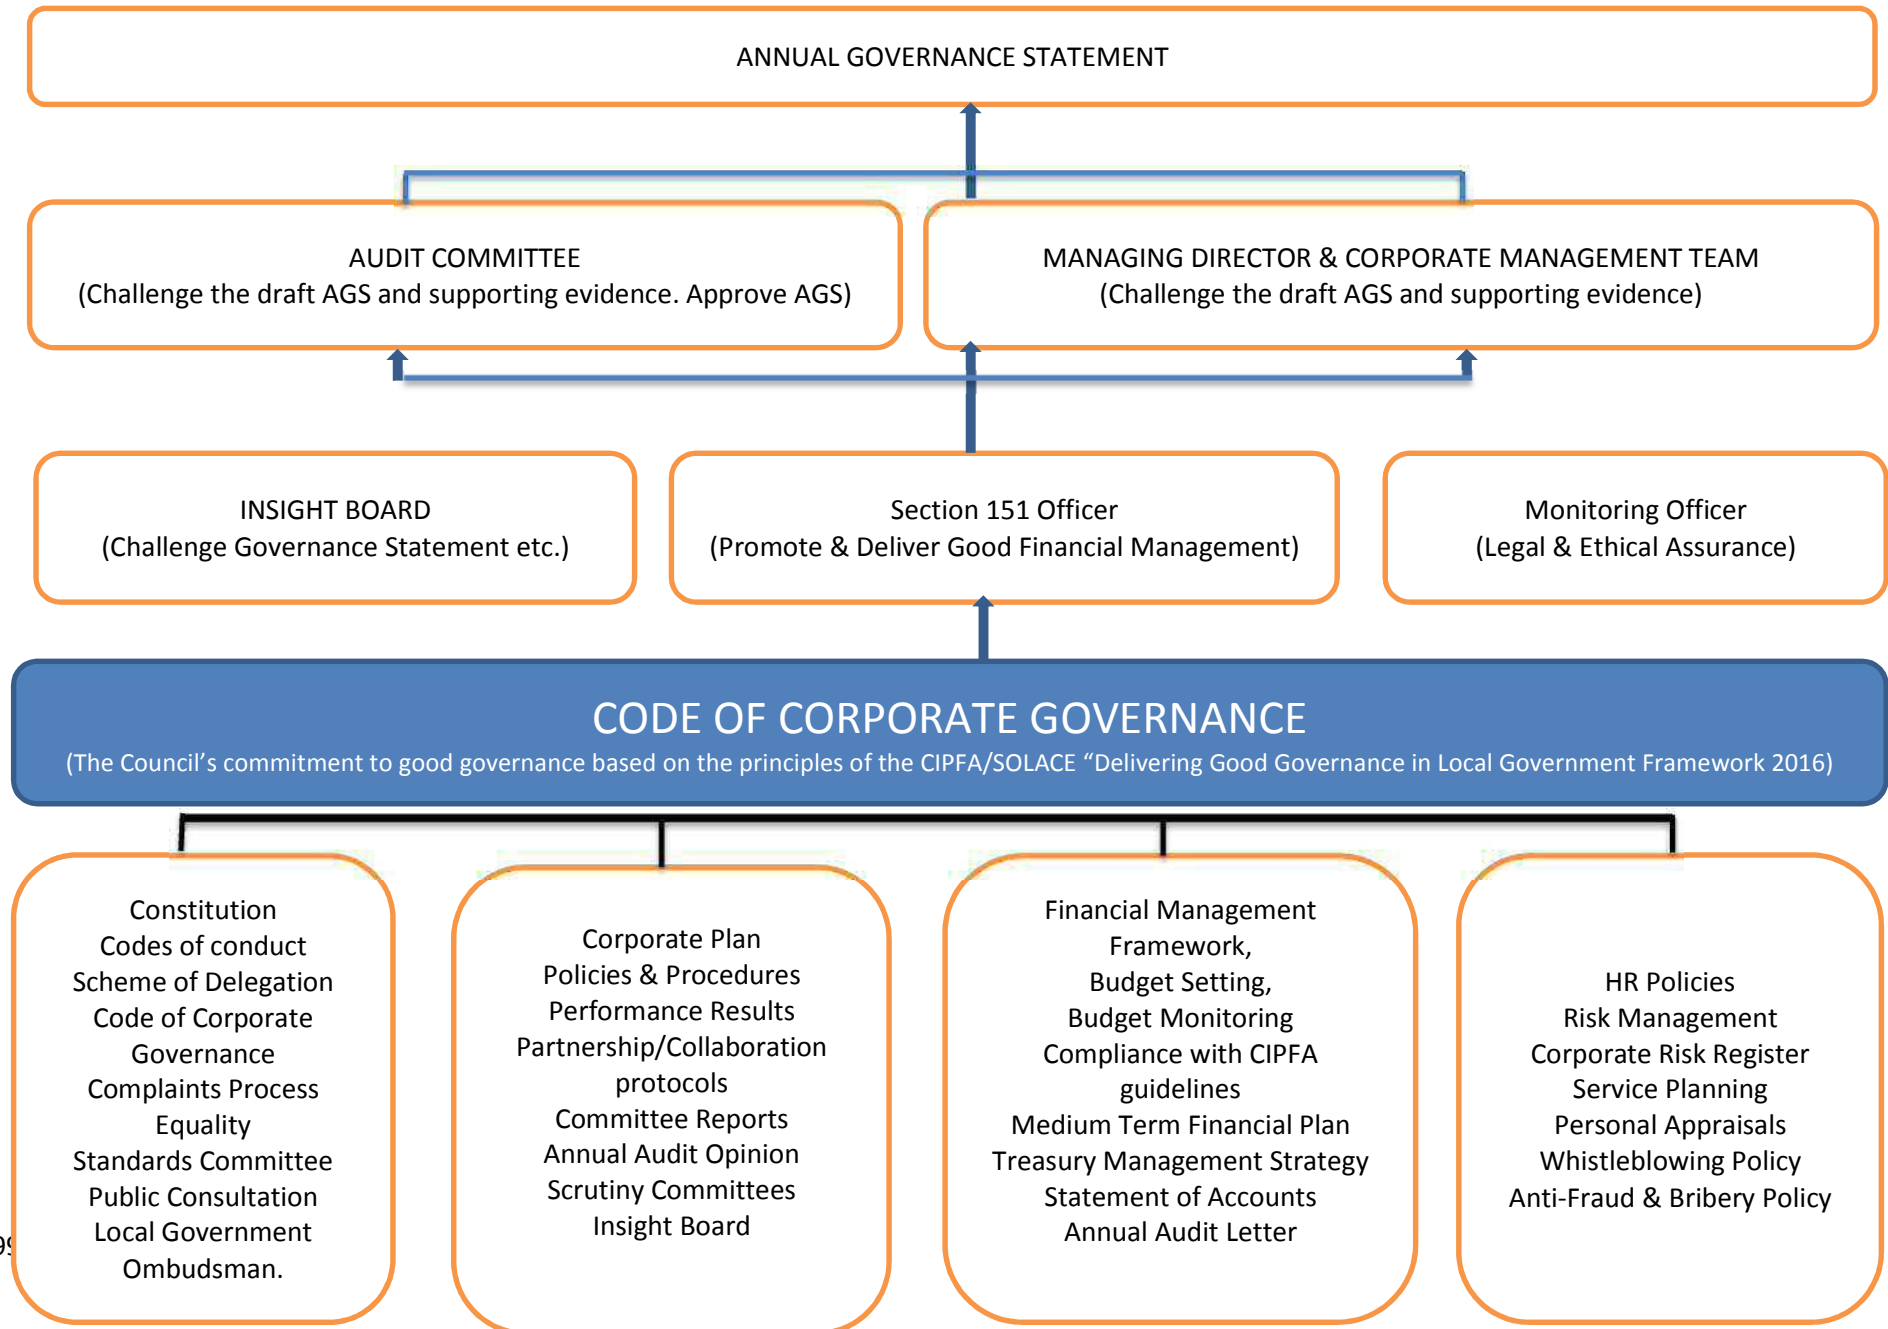 ANNUAL GOVERNANCE STATEMENT
AUDIT COMMITTEE
(Challenge the draft AGS and supporting evidence. Approve AGS)
MANAGING DIRECTOR & CORPORATE MANAGEMENT TEAM
(Challenge the draft AGS and supporting evidence)
INSIGHT BOARD
(Challenge Governance Statement etc.)
Section 151 Officer
(Promote & Deliver Good Financial Management)
Monitoring Officer
(Legal & Ethical Assurance)
CODE OF CORPORATE GOVERNANCE
(The Council’s commitment to good governance based on the principles of the CIPFA/SOLACE “Delivering Good Governance in Local Government Framework 2016)
Constitution
Codes of conduct
Scheme of Delegation
Code of Corporate
Governance
Complaints Process
Equality
Standards Committee
Public Consultation
Local Government
Ombudsman.
Corporate Plan
Policies & Procedures
Performance Results
Partnership/Collaboration
protocols
Committee Reports
Annual Audit Opinion
Scrutiny Committees
Insight Board
Financial Management
Framework,
Budget Setting,
Budget Monitoring
Compliance with CIPFA
guidelines
Medium Term Financial Plan
Treasury Management Strategy
Statement of Accounts
Annual Audit Letter
HR Policies
Risk Management
Corporate Risk Register
Service Planning
Personal Appraisals
Whistleblowing Policy
Anti-Fraud & Bribery Policy